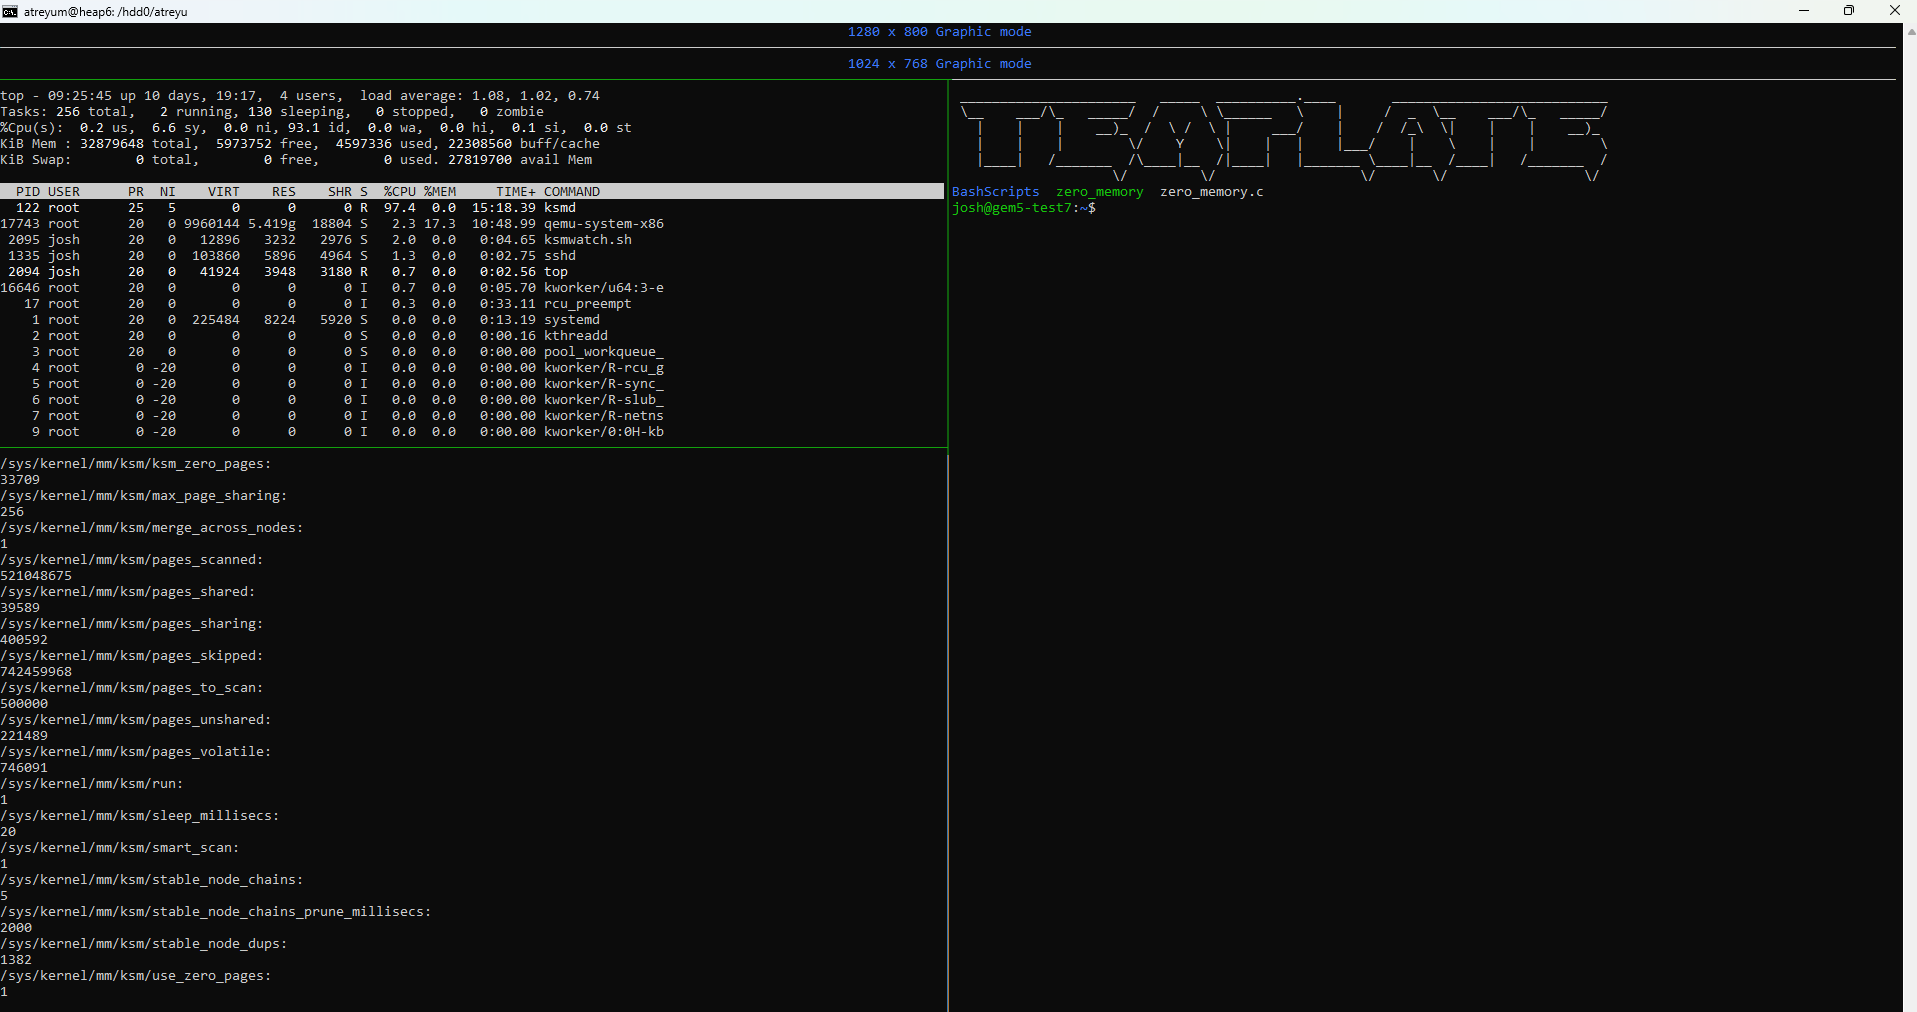 atreyum@heap6: /hdd0/atreyu
1280 x 800 Graphic mode
1024 x 768 Graphic mode
top - 09:25:45 up 10 days, 19:17,  4 users,  load average: 1.08, 1.02, 0.74
Tasks: 256 total,   2 running, 130 sleeping,   0 stopped,   0 zombie
%Cpu(s):  0.2 us,  6.6 sy,  0.0 ni, 93.1 id,  0.0 wa,  0.0 hi,  0.1 si,  0.0 st
KiB Mem : 32879648 total,  5973752 free,  4597336 used, 22308560 buff/cache
KiB Swap:        0 total,        0 free,        0 used. 27819700 avail Mem
PID USER      PR  NI    VIRT    RES    SHR S  %CPU %MEM     TIME+ COMMAND
122 root      25   5       0      0      0 R  97.4  0.0  15:18.39 ksmd
17743 root      20   0 9960144 5.419g  18804 S   2.3 17.3  10:48.99 qemu-system-x86
2095 josh      20   0   12896   3232   2976 S   2.0  0.0   0:04.65 ksmwatch.sh
1335 josh      20   0  103860   5896   4964 S   1.3  0.0   0:02.75 sshd
2094 josh      20   0   41924   3948   3180 R   0.7  0.0   0:02.56 top
16646 root      20   0       0      0      0 I   0.7  0.0   0:05.70 kworker/u64:3-e
17 root      20   0       0      0      0 I   0.3  0.0   0:33.11 rcu_preempt
1 root      20   0  225484   8224   5920 S   0.0  0.0   0:13.19 systemd
2 root      20   0       0      0      0 S   0.0  0.0   0:00.16 kthreadd
3 root      20   0       0      0      0 S   0.0  0.0   0:00.00 pool_workqueue_
4 root       0 -20       0      0      0 I   0.0  0.0   0:00.00 kworker/R-rcu_g
5 root       0 -20       0      0      0 I   0.0  0.0   0:00.00 kworker/R-sync_
6 root       0 -20       0      0      0 I   0.0  0.0   0:00.00 kworker/R-slub_
7 root       0 -20       0      0      0 I   0.0  0.0   0:00.00 kworker/R-netns
9 root       0 -20       0      0      0 I   0.0  0.0   0:00.00 kworker/0:0H-kb
/sys/kernel/mm/ksm/ksm_zero_pages:
33709
/sys/kernel/mm/ksm/max_page_sharing:
256
/sys/kernel/mm/ksm/merge_across_nodes:
1
/sys/kernel/mm/ksm/pages_scanned:
521048675
/sys/kernel/mm/ksm/pages_shared:
39589
/sys/kernel/mm/ksm/pages_sharing:
400592
/sys/kernel/mm/ksm/pages_skipped:
742459968
/sys/kernel/mm/ksm/pages_to_scan:
500000
/sys/kernel/mm/ksm/pages_unshared:
221489
/sys/kernel/mm/ksm/pages_volatile:
746091
/sys/kernel/mm/ksm/run:
1
/sys/kernel/mm/ksm/sleep_millisecs:
20
/sys/kernel/mm/ksm/smart_scan:
1
/sys/kernel/mm/ksm/stable_node_chains:
5
/sys/kernel/mm/ksm/stable_node_chains_prune_millisecs:
2000
/sys/kernel/mm/ksm/stable_node_dups:
1382
/sys/kernel/mm/ksm/use_zero_pages:
1
TEMPLATE
BashScripts  zero_memory  zero_memory.c
josh@gem5-test7:~$